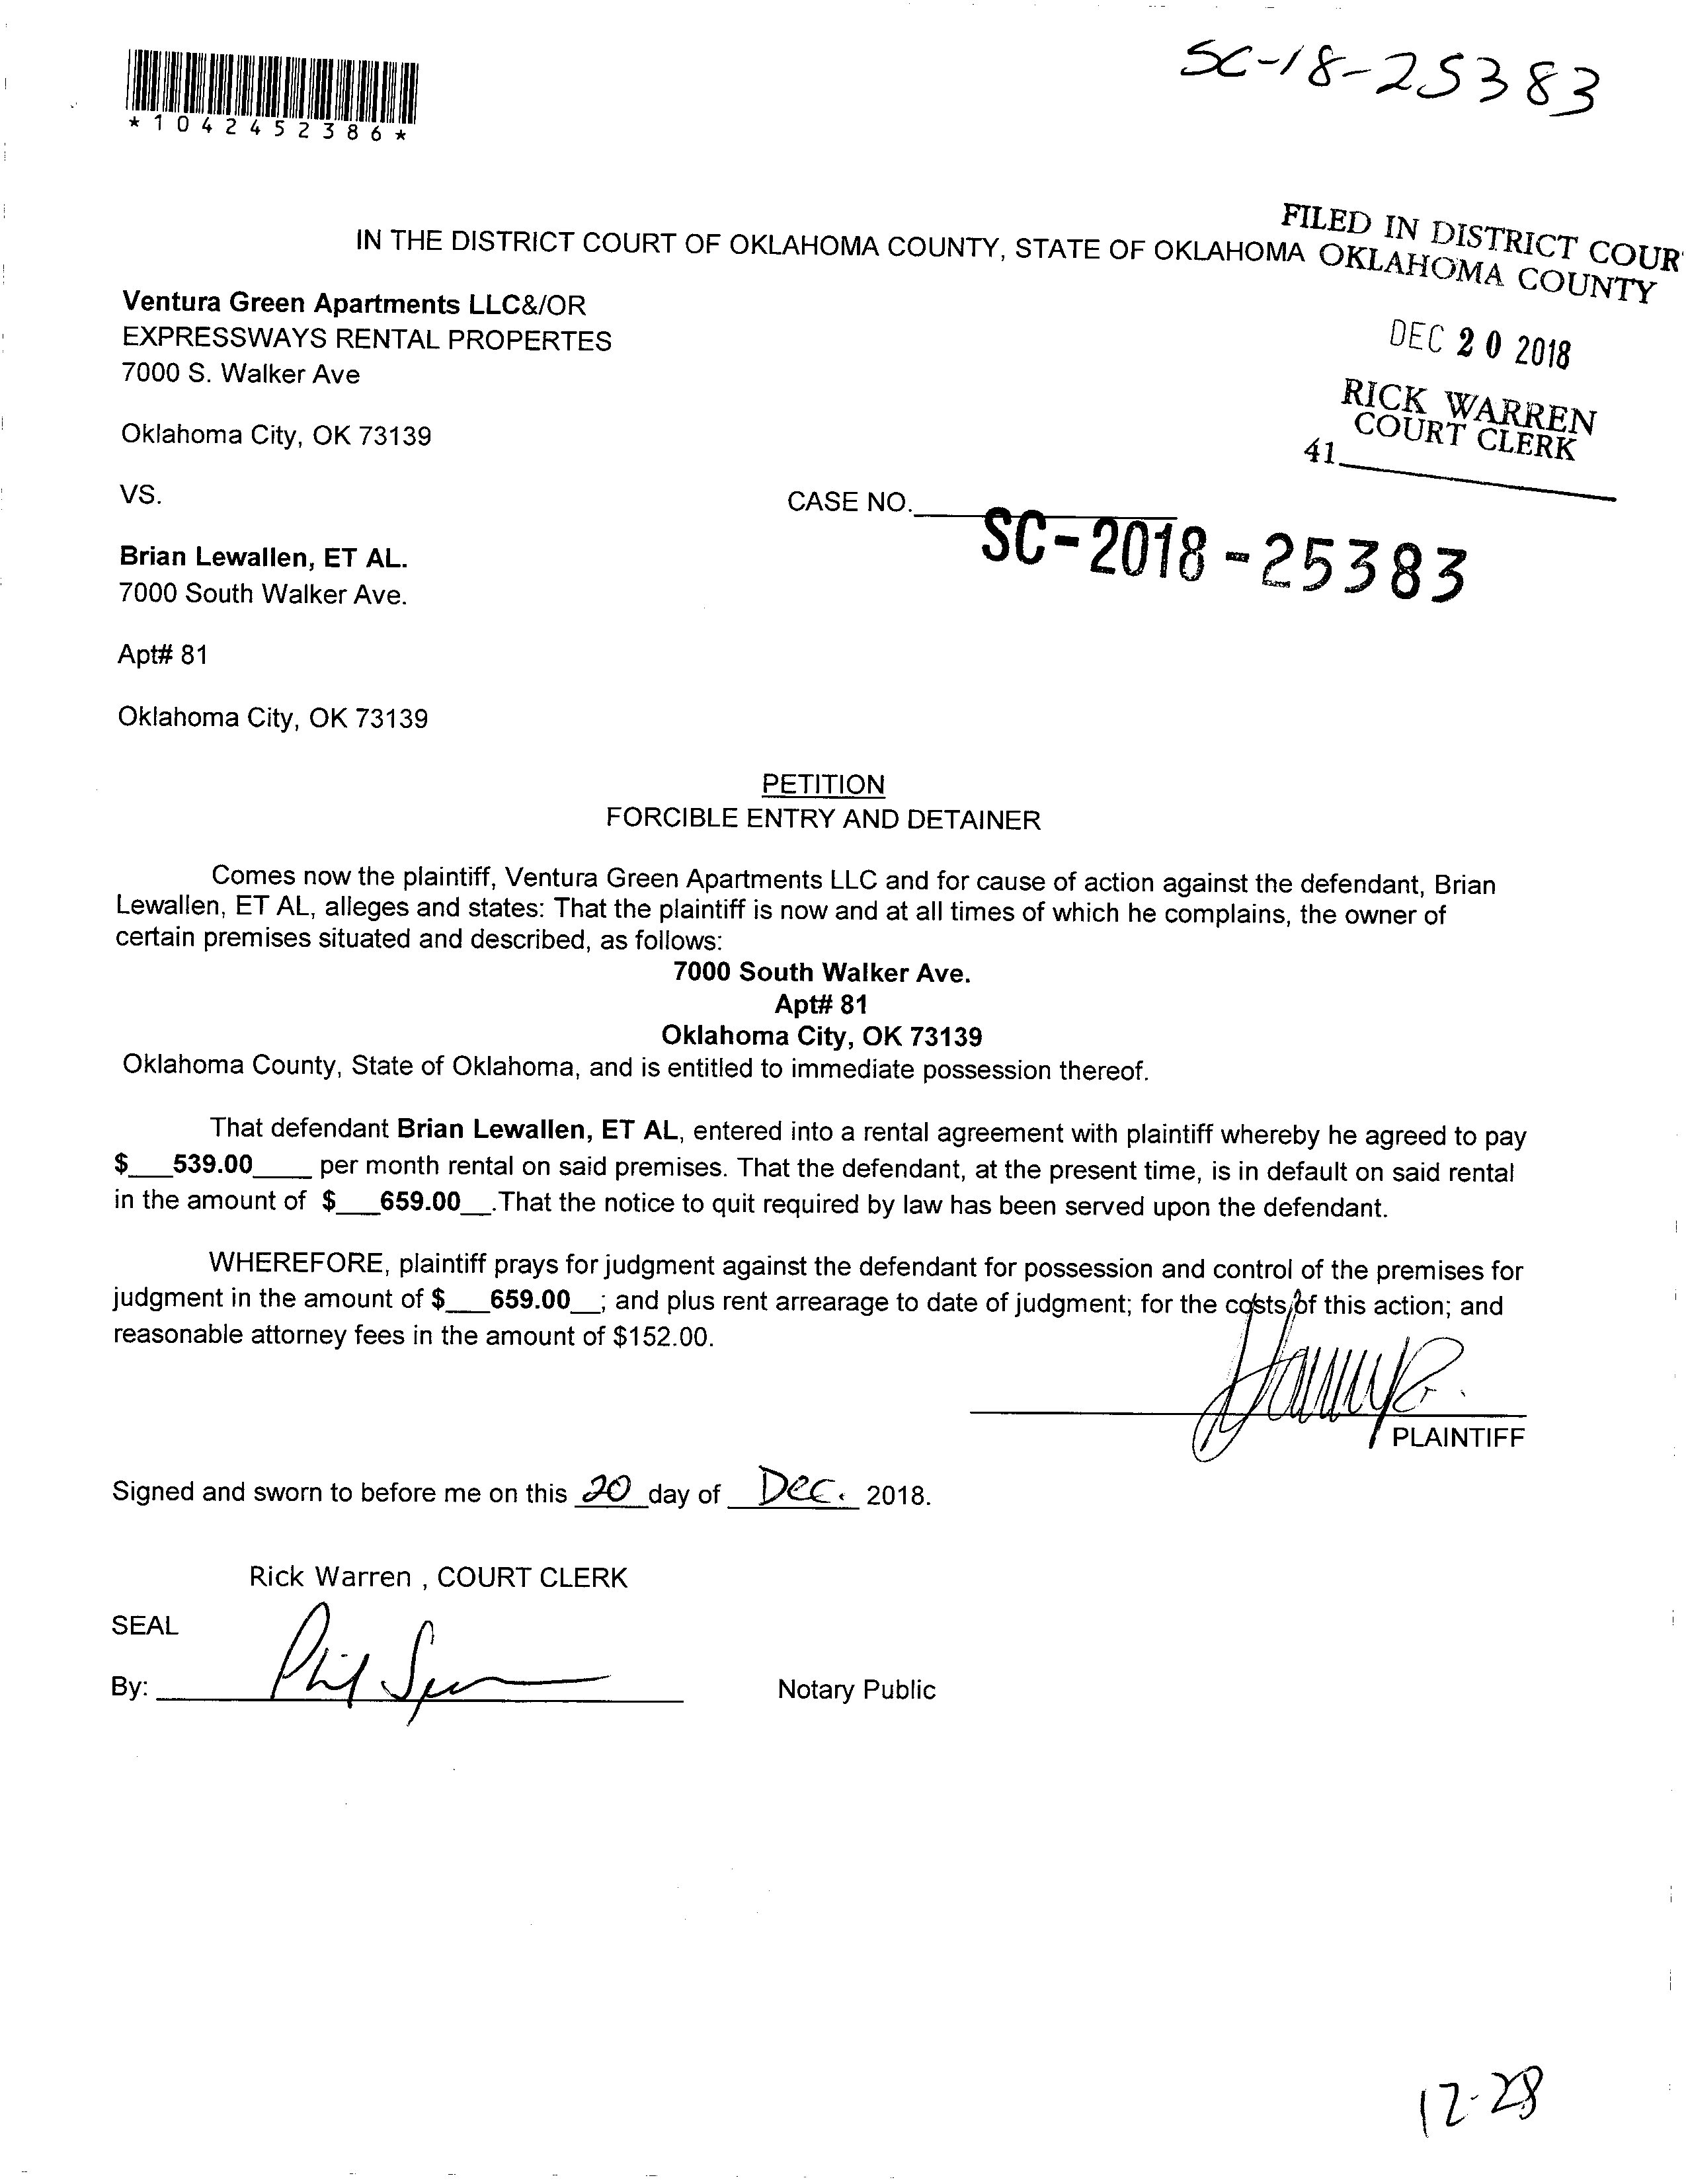 SC-18-25383
*1042452386*
FILED IN DISTRICT COUR
OKLAHOMA COUNTY
IN THE DISTRICT COURT OF OKLAHOMA COUNTY, STATE OF OKLAHOMA
DEC 20 2018
RICK WARREN
COURT CLERK
41
Ventura Green Apartments LLC&/OR
EXPRESSWAYS RENTAL PROPERTES
7000 S. Walker Ave
Oklahoma City, OK 73139
VS.
CASE NO.
SC-2018-25383
Brian Lewallen, ET AL.
7000 South Walker Ave.
Apt# 81
Oklahoma City, OK 73139
PETITION
FORCIBLE ENTRY AND DETAINER
Comes now the plaintiff, Ventura Green Apartments LLC and for cause of action against the defendant, Brian
Lewallen, ET AL, alleges and states: That the plaintiff is now and at all times of which he complains, the owner of
certain premises situated and described, as follows:
7000 South Walker Ave.
Apt# 81
Oklahoma City, OK 73139
Oklahoma County, State of Oklahoma, and is entitled to immediate possession thereof.
That defendant Brian Lewallen, ET AL, entered into a rental agreement with plaintiff whereby he agreed to pay
$___539.00____ per month rental on said premises. That the defendant, at the present time, is in default on said rental
in the amount of $___659.00__.That the notice to quit required by law has been served upon the defendant.
WHEREFORE, plaintiff prays for judgment against the defendant for possession and control of the premises for
judgment in the amount of $___659.00__; and plus rent arrearage to date of judgment; for the costs of this action; and
reasonable attorney fees in the amount of $152.00.
PLAINTIFF
Signed and sworn to before me on this 20 day of Dec. 2018.
Rick Warren , COURT CLERK
SEAL
By:
Notary Public
12-28